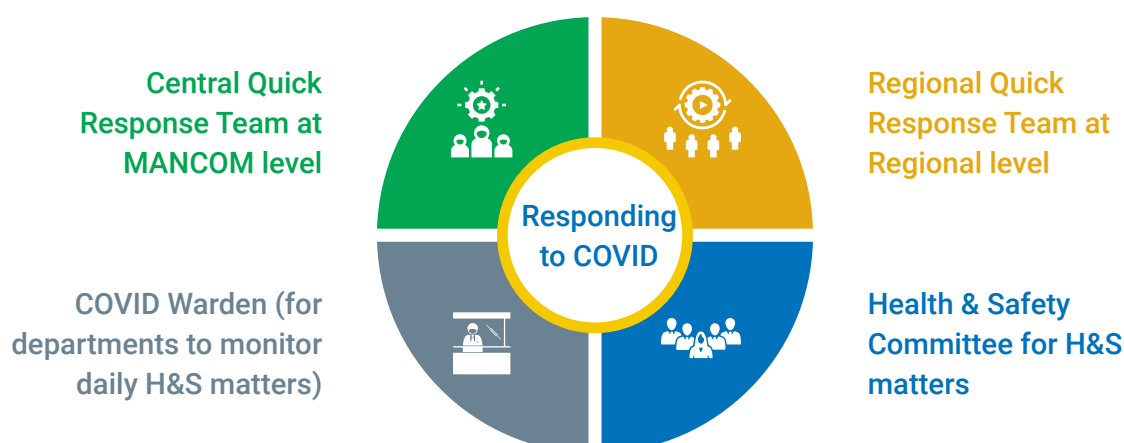 Central Quick
Response Team at
MANCOM level
Regional Quick
Response Team at
Regional level
Responding
to COVID
COVID Warden (for
departments to monitor
daily H&S matters)
Health & Safety
Committee for H&S
matters